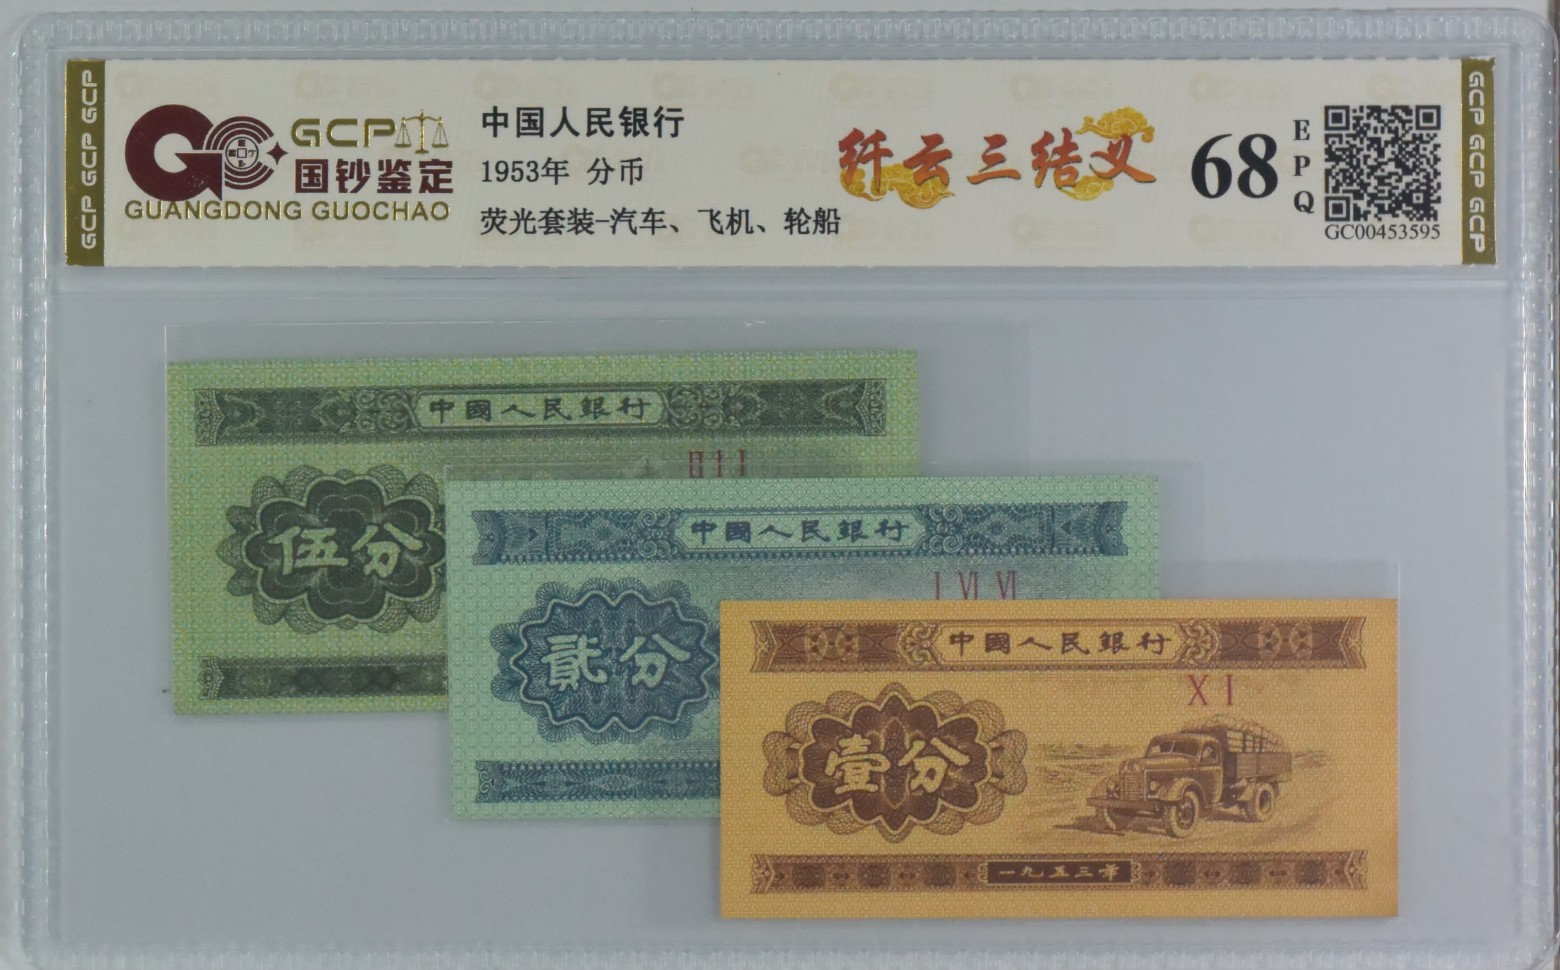 GCP GCP GCP
GCP
国钞鉴定
GUANGDONG GUOCHAO
中国人民银行
1953年 分币
荧光套装-汽车、飞机、轮船
纤云三结义
68
EPQ
GC00453595
GCP GCP GCP
中國人民銀行
伍分
中國人民銀行
I VI VI
貳分
中國人民銀行
X I
壹分
一九五三年